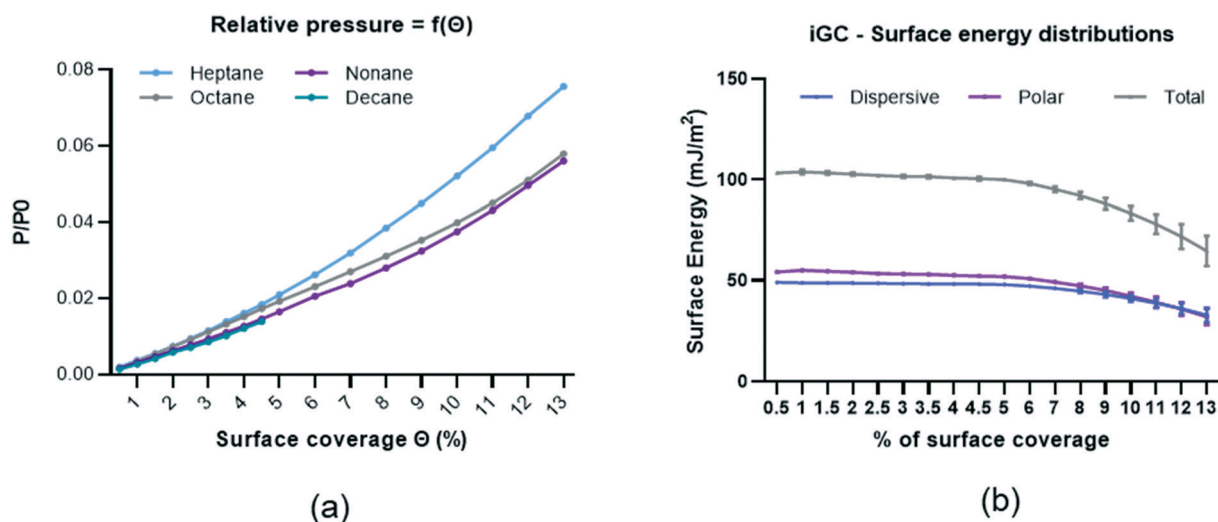 Relative pressure = f(Θ)
Heptane
Nonane
Octane
Decane
P/P0
0.08
0.06
0.04
0.02
0.00
1 2 3 4 5 6 7 8 9 10 11 12 13
Surface coverage Θ (%)
(a)
iGC - Surface energy distributions
Dispersive
Polar
Total
Surface Energy (mJ/m²)
150
100
50
0
0.5 1 1.5 2 2.5 3 3.5 4 4.5 5 6 7 8 9 10 11 12 13
% of surface coverage
(b)